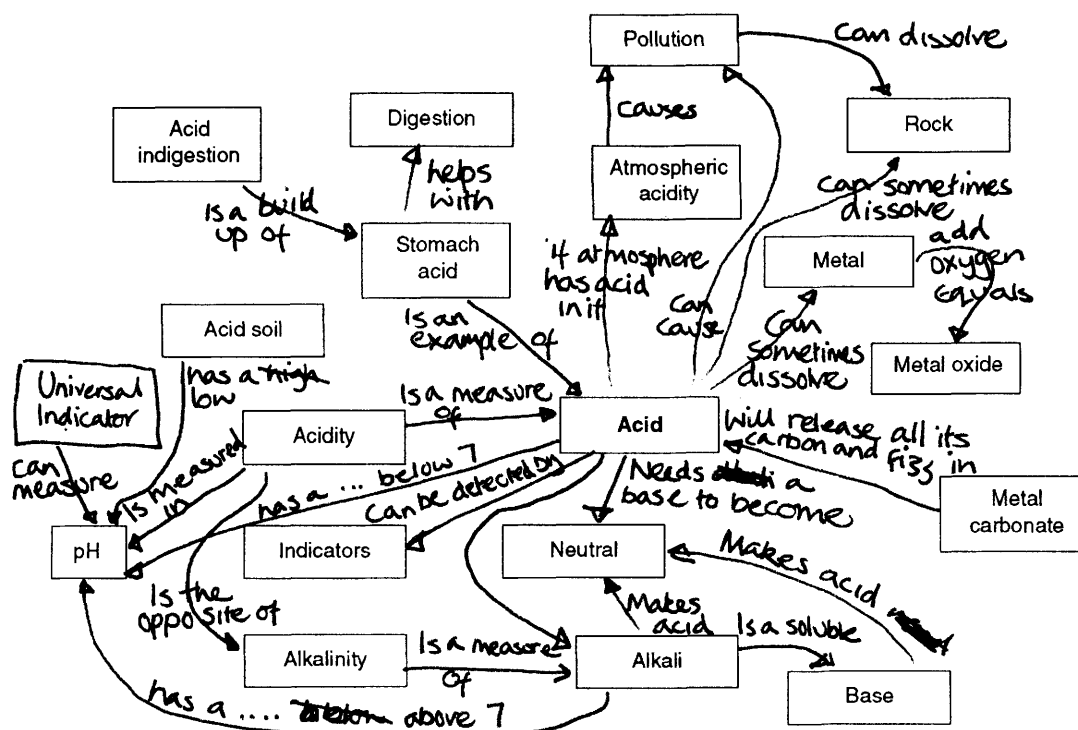 Pollution
can dissolve
Acid
indigestion
Digestion
causes
Rock
helps
with
Atmospheric
acidity
can sometimes
dissolve
Is a build
up of
Stomach
acid
if atmosphere
has acid
in it
Metal
add
oxygen
equals
Acid soil
Is an
example of
can
cause
Can
sometimes
dissolve
Metal oxide
has a high
low
Universal
Indicator
Acidity
Is a measure
of
Acid
Will release all its
carbon and fizz in
can
measure
Is measured
in
has a ... below 7
Can be detected by
Needs a
base to become
Metal
carbonate
pH
Indicators
Neutral
Makes acid
Is the
opposite of
Makes
acid
Alkalinity
Is a measure
of
Alkali
Is a soluble
Base
has a .... above 7